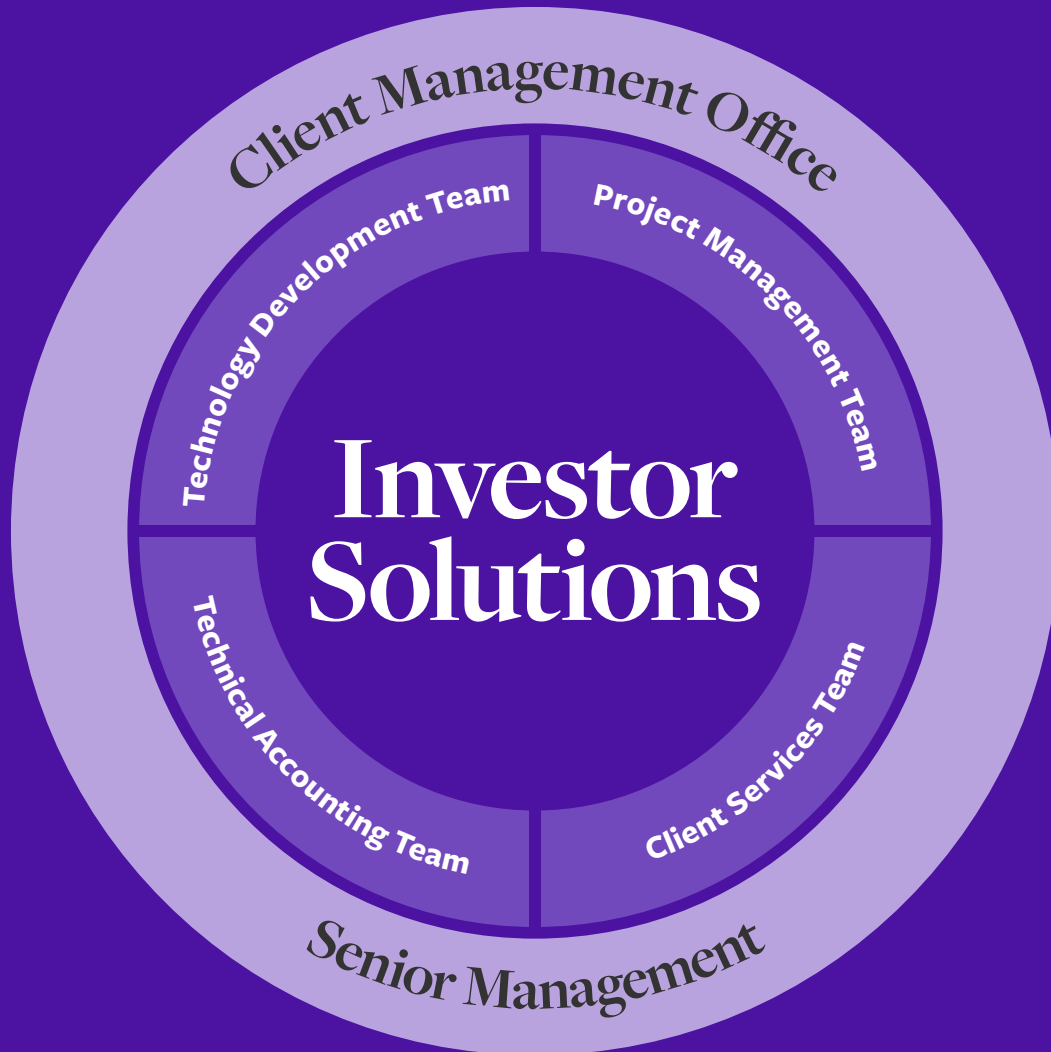 Client Management Office
Technology Development Team
Project Management Team
Investor
Solutions
Technical Accounting Team
Client Services Team
Senior Management